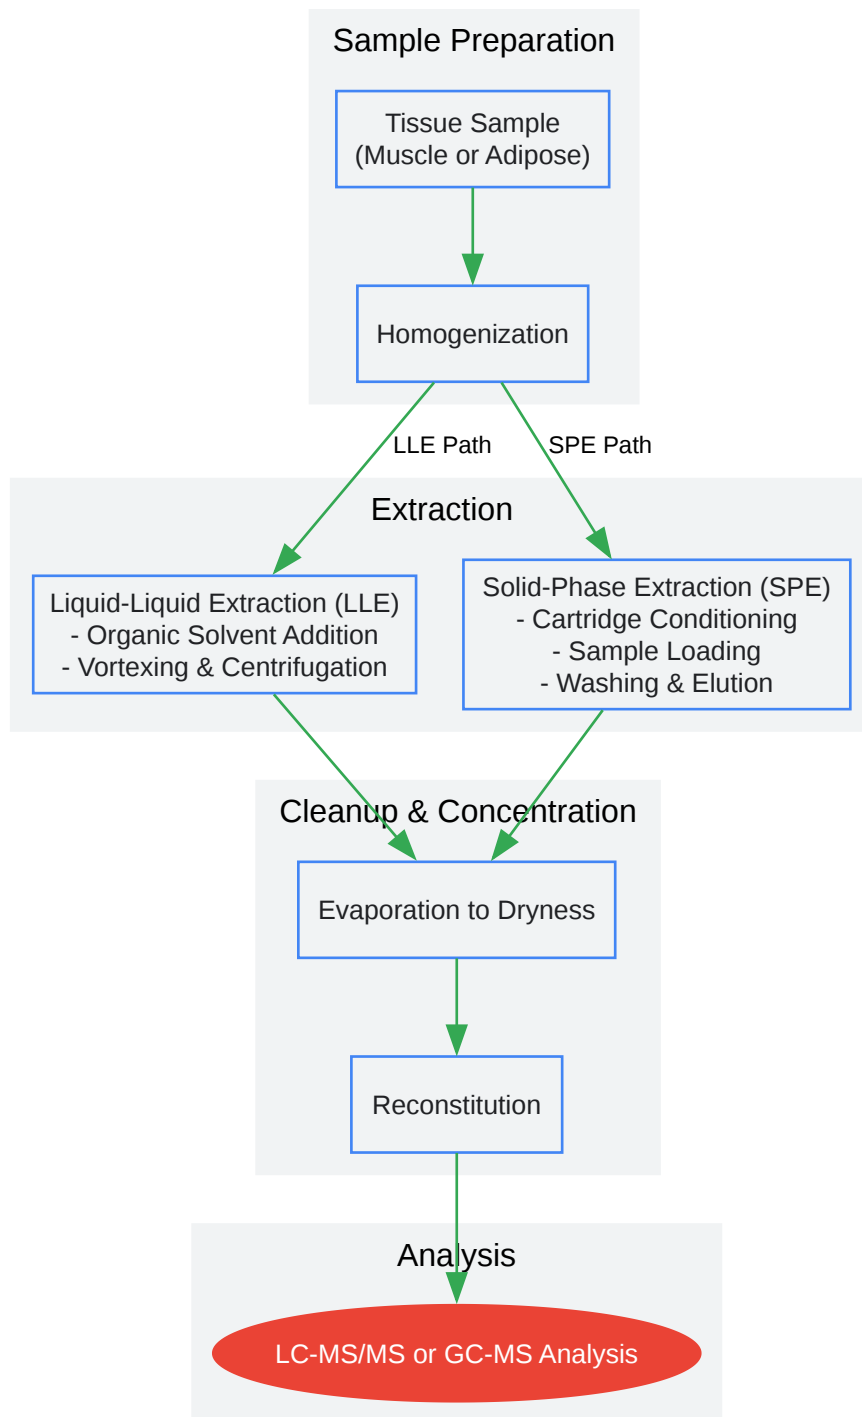 Sample Preparation
Tissue Sample
(Muscle or Adipose)
Homogenization
LLE Path
SPE Path
Extraction
Liquid-Liquid Extraction (LLE)
- Organic Solvent Addition
- Vortexing & Centrifugation
Solid-Phase Extraction (SPE)
- Cartridge Conditioning
- Sample Loading
- Washing & Elution
Cleanup & Concentration
Evaporation to Dryness
Reconstitution
Analysis
LC-MS/MS or GC-MS Analysis